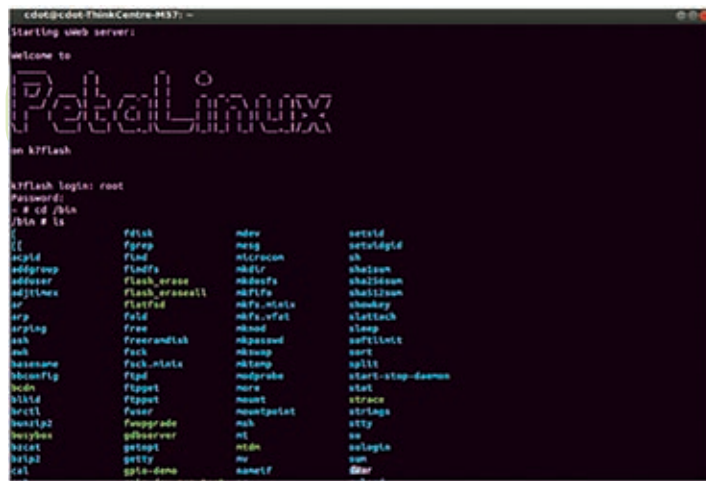 cdot@cdot-ThinkCentre-M57: ~
Starting uWeb server:
Welcome to
PetaLinux
on k7flash
k7flash login: root
Password:
~ # cd /bin
/bin # ls
[ fdisk mdev setsid
[[ fgrep mesg setuidgid
acpid find microcom sh
addgroup findfs mkdir sha1sum
adduser flash_erase mkdosfs sha256sum
adjtimex flash_eraseall mkfifo sha512sum
ar flatfsd mkfs.minix showkey
arp fold mkfs.vfat slattach
arping free mknod sleep
ash freeramdisk mkpasswd softlimit
awk fsck mkswap sort
basename fsck.minix mktemp split
bbconfig ftpd modprobe start-stop-daemon
bcdm ftpget more stat
blkid ftpput mount strace
brctl fuser mountpoint strings
bunzip2 fwupgrade msh stty
busybox gdbserver mt su
bzcat getopt mtdm sulogin
bzip2 getty mv sum
cal gpio-demo nameif